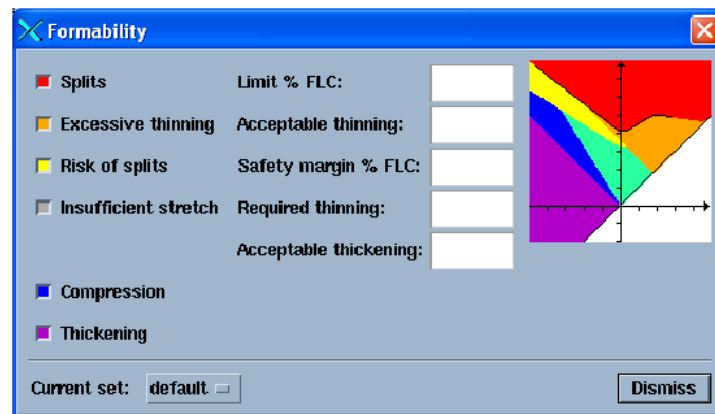 Formability
Splits Limit % FLC:
Excessive thinning Acceptable thinning:
Risk of splits Safety margin % FLC:
Insufficient stretch Required thinning:
Acceptable thickening:
Compression
Thickening
Current set: default Dismiss